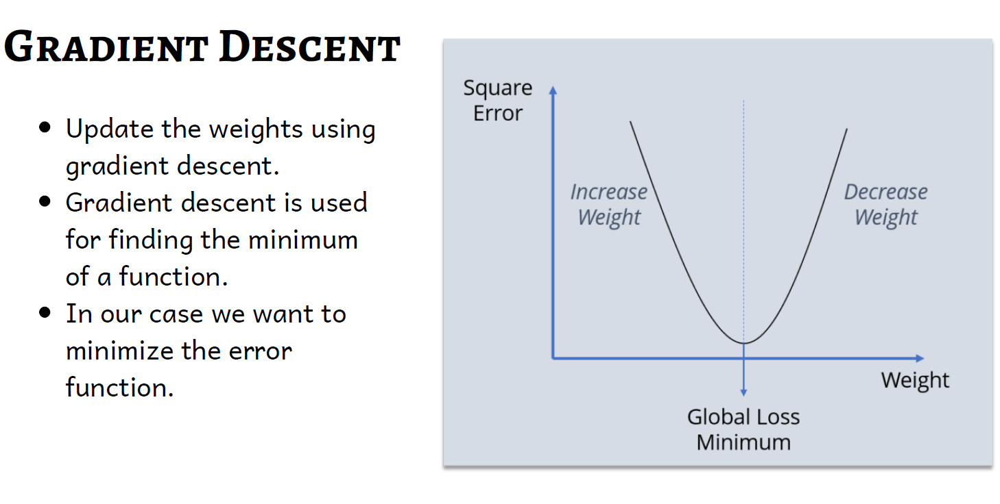 GRADIENT DESCENT
• Update the weights using
gradient descent.
• Gradient descent is used
for finding the minimum
of a function.
• In our case we want to
minimize the error
function.
Square
Error
Increase
Weight
Decrease
Weight
Weight
Global Loss
Minimum